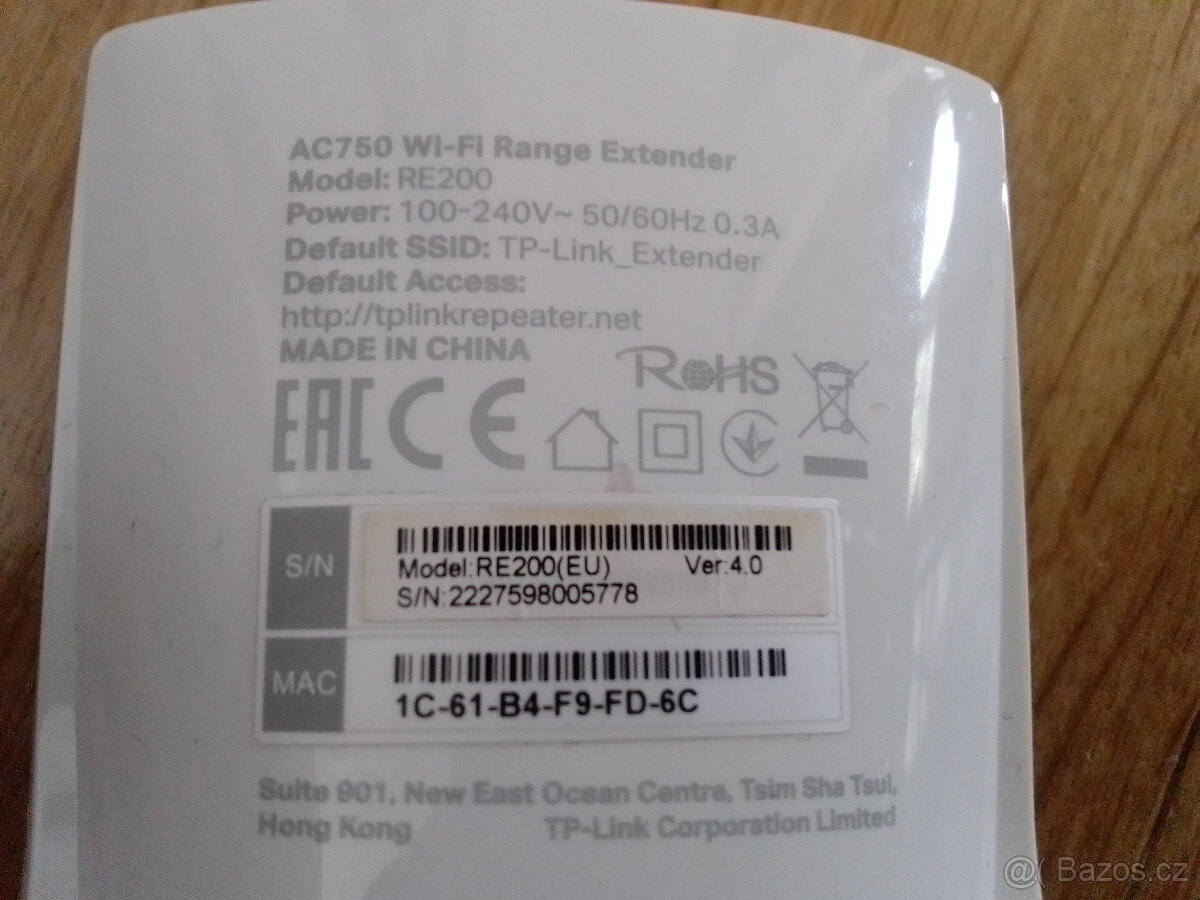 AC750 Wi-Fi Range Extender
Model: RE200
Power: 100-240V~ 50/60Hz 0.3A
Default SSID: TP-Link_Extender
Default Access:
http://tplinkrepeater.net
MADE IN CHINA
RoHS
EAC CE
S/N
Model:RE200(EU) Ver:4.0
S/N:2227598005778
MAC
1C-61-B4-F9-FD-6C
Suite 901, New East Ocean Centre, Tsim Sha Tsui,
Hong Kong TP-Link Corporation Limited
@( Bazos.cz